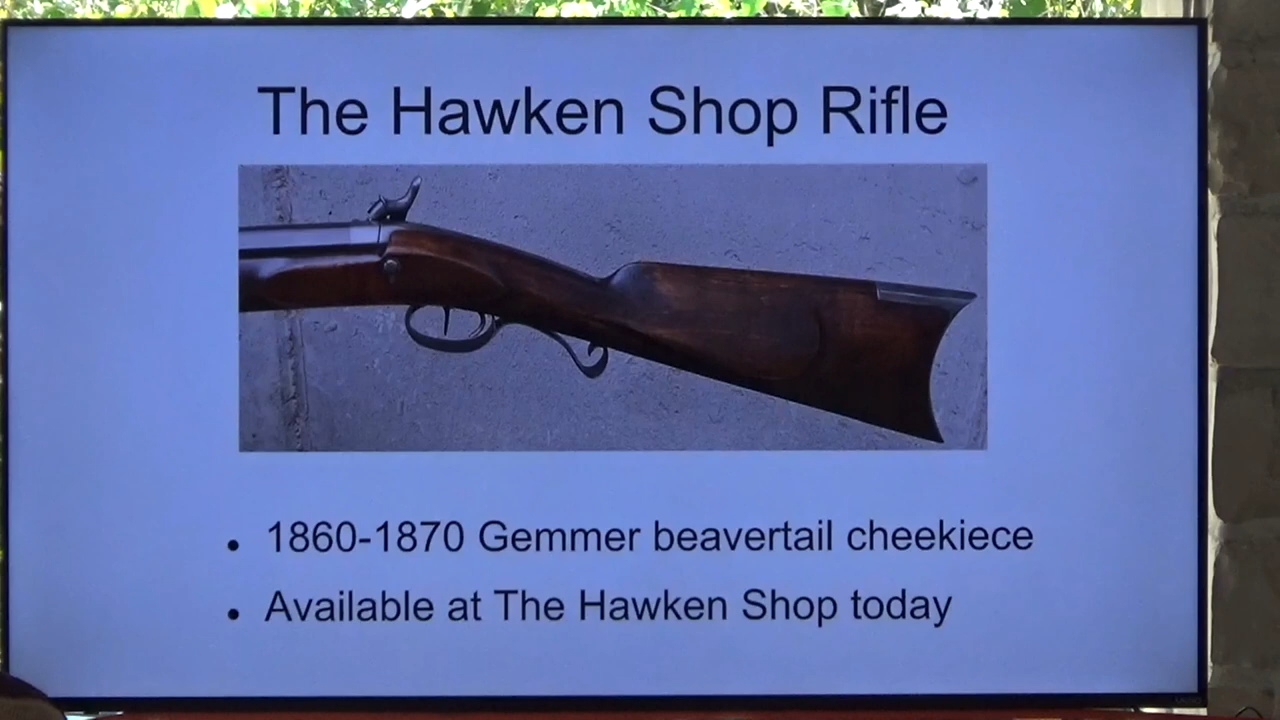 The Hawken Shop Rifle
• 1860-1870 Gemmer beavertail cheekiece
• Available at The Hawken Shop today